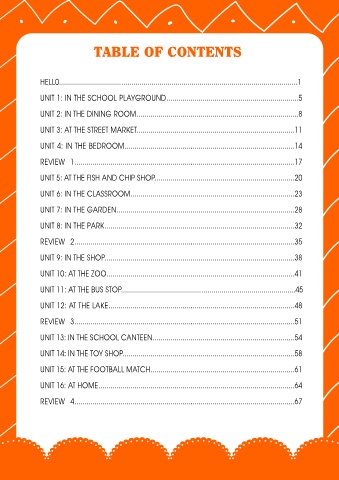 TABLE OF CONTENTS
HELLO....................................................................................................................1
UNIT 1: IN THE SCHOOL PLAYGROUND................................................................5
UNIT 2: IN THE DINING ROOM..............................................................................8
UNIT 3: AT THE STREET MARKET............................................................................11
UNIT 4: IN THE BEDROOM...................................................................................14
REVIEW 1..........................................................................................................17
UNIT 5: AT THE FISH AND CHIP SHOP...................................................................20
UNIT 6: IN THE CLASSROOM...............................................................................23
UNIT 7: IN THE GARDEN.....................................................................................28
UNIT 8: IN THE PARK...........................................................................................32
REVIEW 2..........................................................................................................35
UNIT 9: IN THE SHOP...........................................................................................38
UNIT 10: AT THE ZOO..........................................................................................41
UNIT 11: AT THE BUS STOP...................................................................................45
UNIT 12: AT THE LAKE.........................................................................................48
REVIEW 3..........................................................................................................51
UNIT 13: IN THE SCHOOL CANTEEN.....................................................................54
UNIT 14: IN THE TOY SHOP..................................................................................58
UNIT 15: AT THE FOOTBALL MATCH.....................................................................61
UNIT 16: AT HOME..............................................................................................64
REVIEW 4..........................................................................................................67